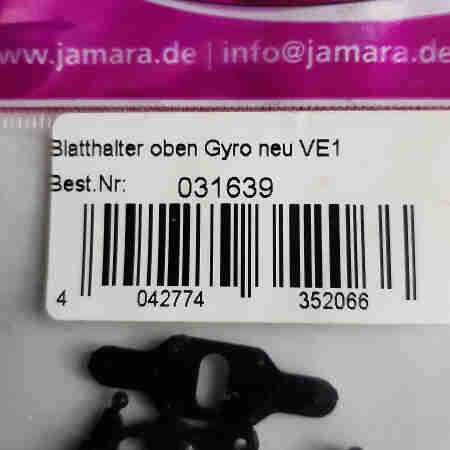 www.jamara.de | info@jamara.de
Blatthalter oben Gyro neu VE1
Best.Nr: 031639
4 042774 352066